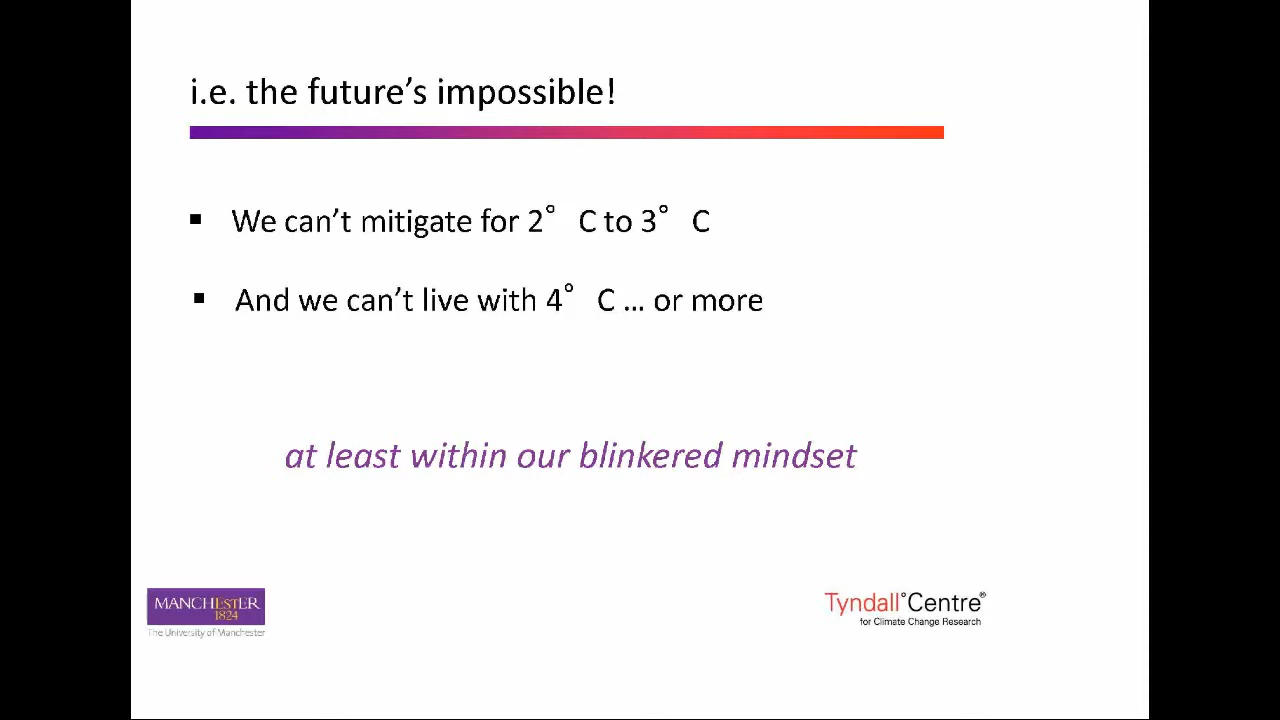 i.e. the future’s impossible!
▪ We can’t mitigate for 2° C to 3° C
▪ And we can’t live with 4° C … or more
at least within our blinkered mindset
MANCHESTER
1824
The University of Manchester
Tyndall°Centre®
for Climate Change Research